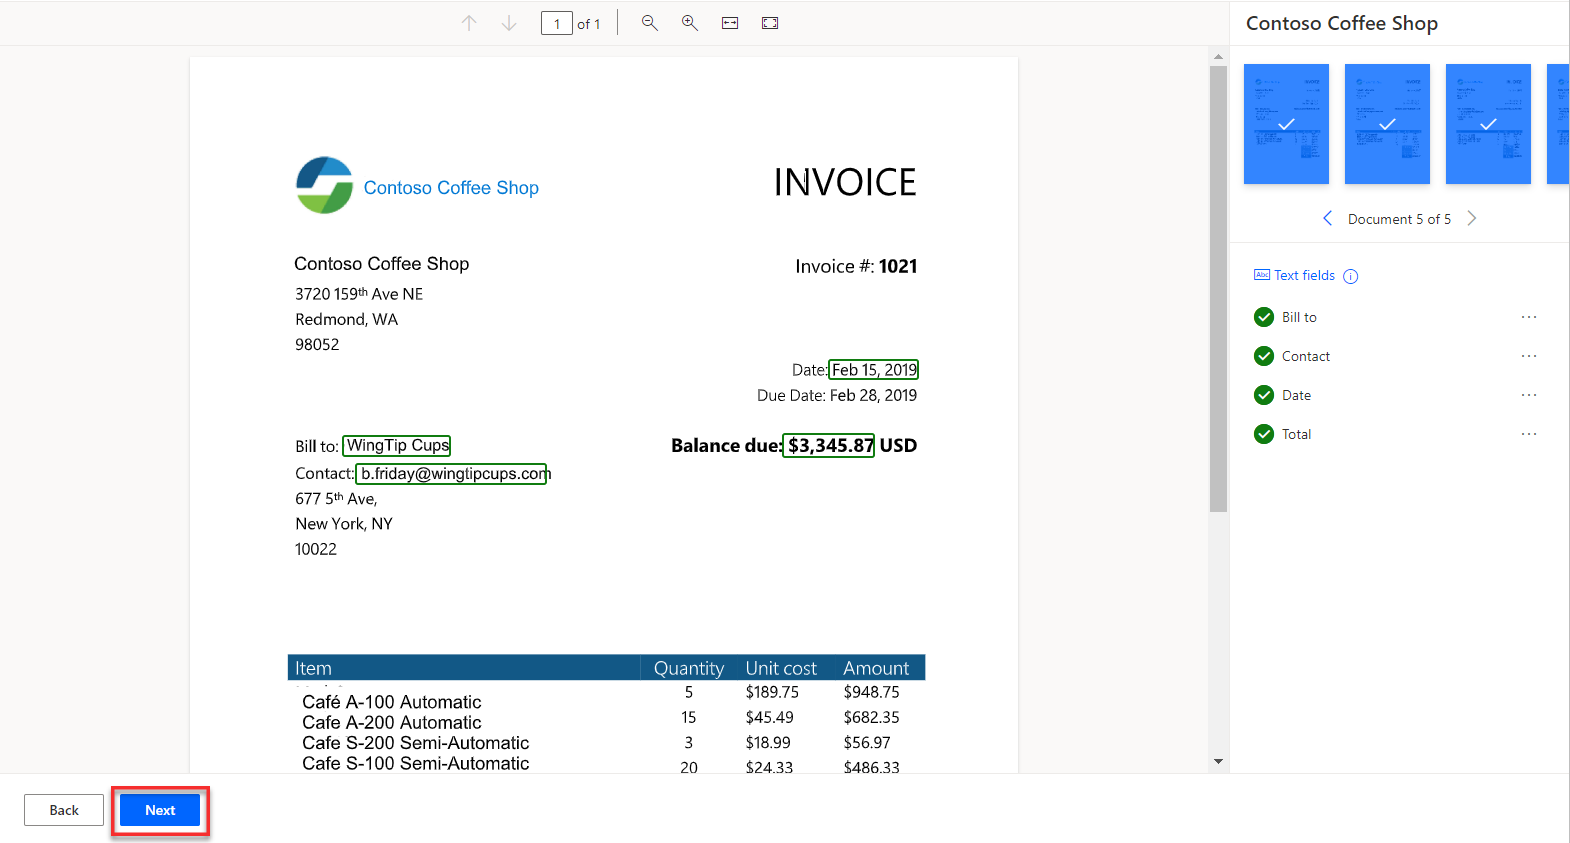 1 of 1
Contoso Coffee Shop
Document 5 of 5
Abc Text fields
Bill to ...
Contact ...
Date ...
Total ...
Contoso Coffee Shop
INVOICE
Contoso Coffee Shop
Invoice #: 1021
3720 159th Ave NE
Redmond, WA
98052
Date: Feb 15, 2019
Due Date: Feb 28, 2019
Bill to: WingTip Cups
Balance due: $3,345.87 USD
Contact: b.friday@wingtipcups.com
677 5th Ave,
New York, NY
10022
Item Quantity Unit cost Amount
Café A-100 Automatic 5 $189.75 $948.75
Cafe A-200 Automatic 15 $45.49 $682.35
Cafe S-200 Semi-Automatic 3 $18.99 $56.97
Cafe S-100 Semi-Automatic 20 $24.33 $486.33
Back
Next